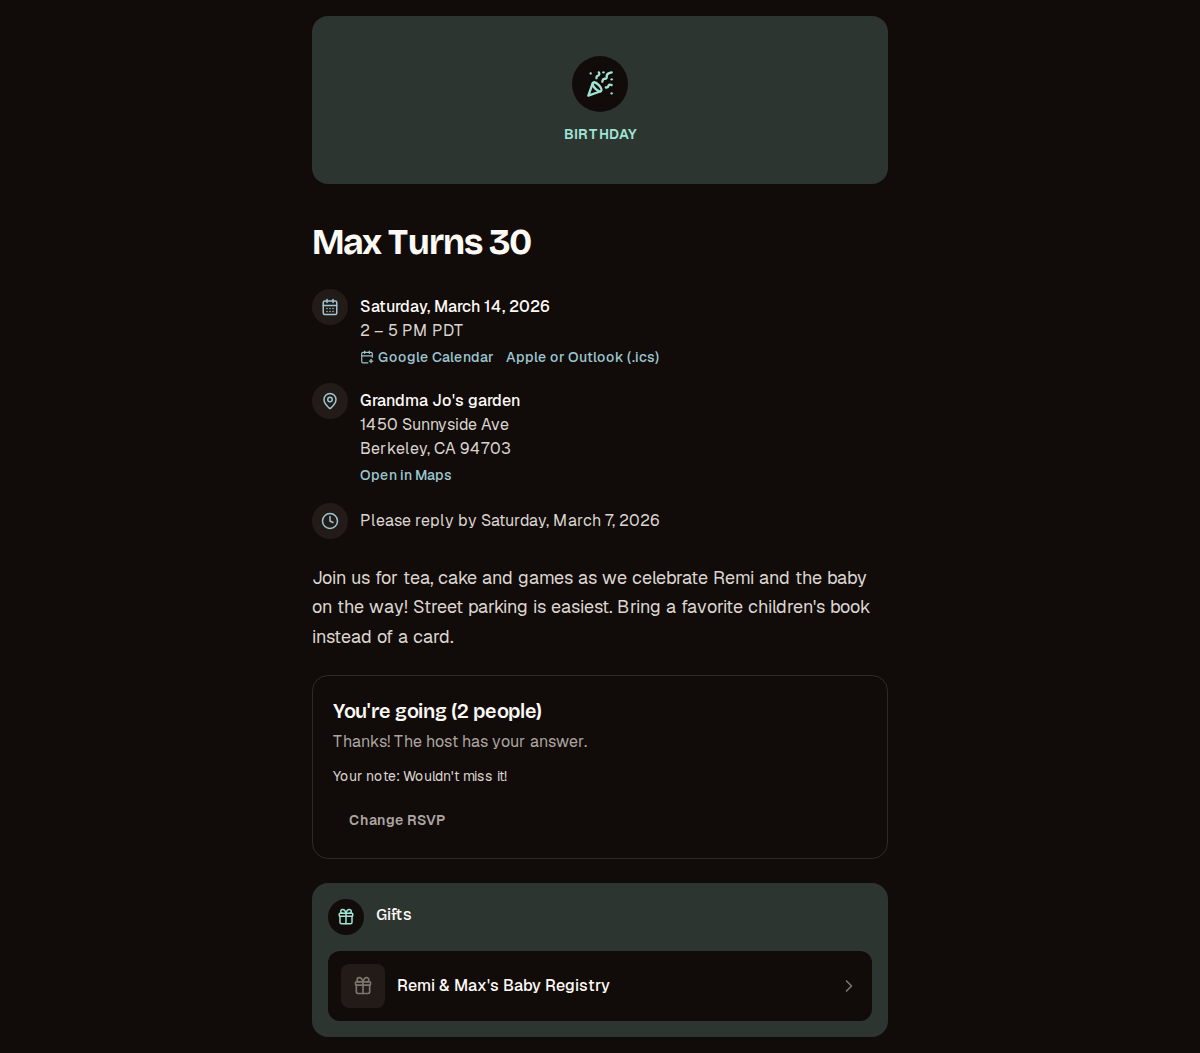 BIRTHDAY
Max Turns 30
Saturday, March 14, 2026
2 – 5 PM PDT
Google Calendar Apple or Outlook (.ics)
Grandma Jo's garden
1450 Sunnyside Ave
Berkeley, CA 94703
Open in Maps
Please reply by Saturday, March 7, 2026
Join us for tea, cake and games as we celebrate Remi and the baby
on the way! Street parking is easiest. Bring a favorite children's book
instead of a card.
You're going (2 people)
Thanks! The host has your answer.
Your note: Wouldn't miss it!
Change RSVP
Gifts
Remi & Max's Baby Registry